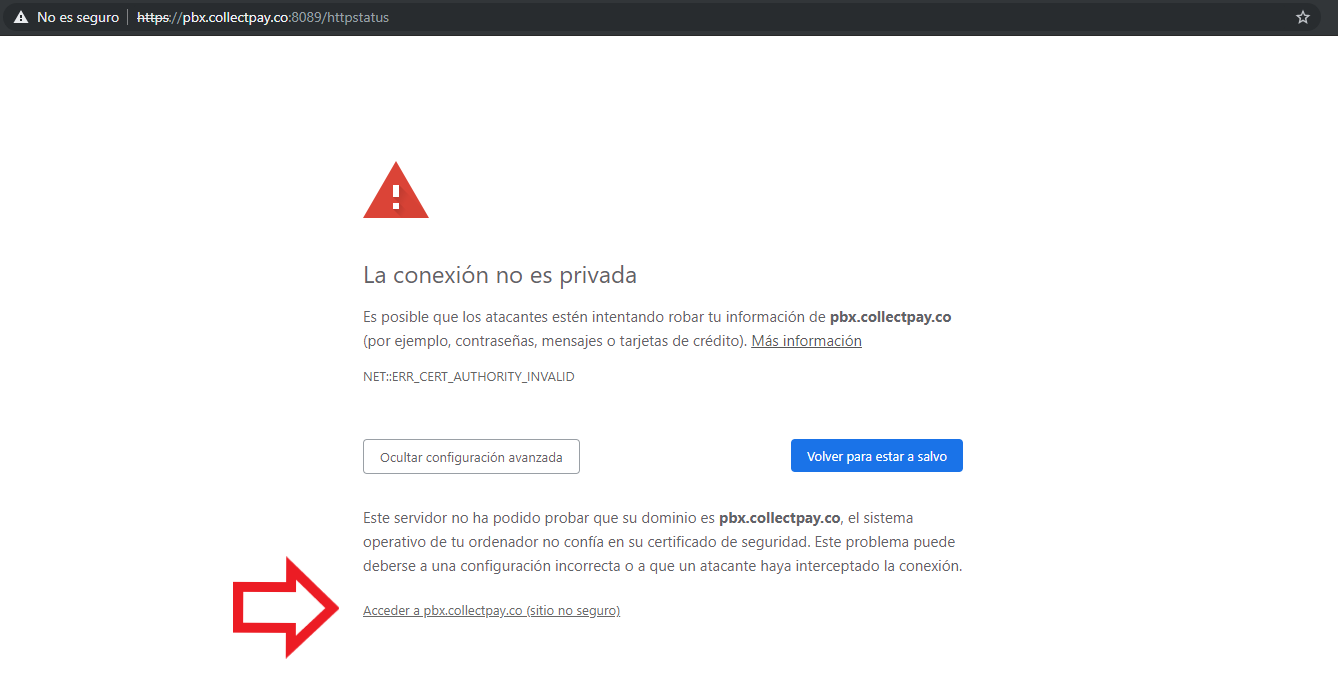 No es seguro | https://pbx.collectpay.co:8089/httpstatus
La conexión no es privada
Es posible que los atacantes estén intentando robar tu información de pbx.collectpay.co
(por ejemplo, contraseñas, mensajes o tarjetas de crédito). Más información
NET::ERR_CERT_AUTHORITY_INVALID
Ocultar configuración avanzada
Volver para estar a salvo
Este servidor no ha podido probar que su dominio es pbx.collectpay.co, el sistema
operativo de tu ordenador no confía en su certificado de seguridad. Este problema puede
deberse a una configuración incorrecta o a que un atacante haya interceptado la conexión.
Acceder a pbx.collectpay.co (sitio no seguro)